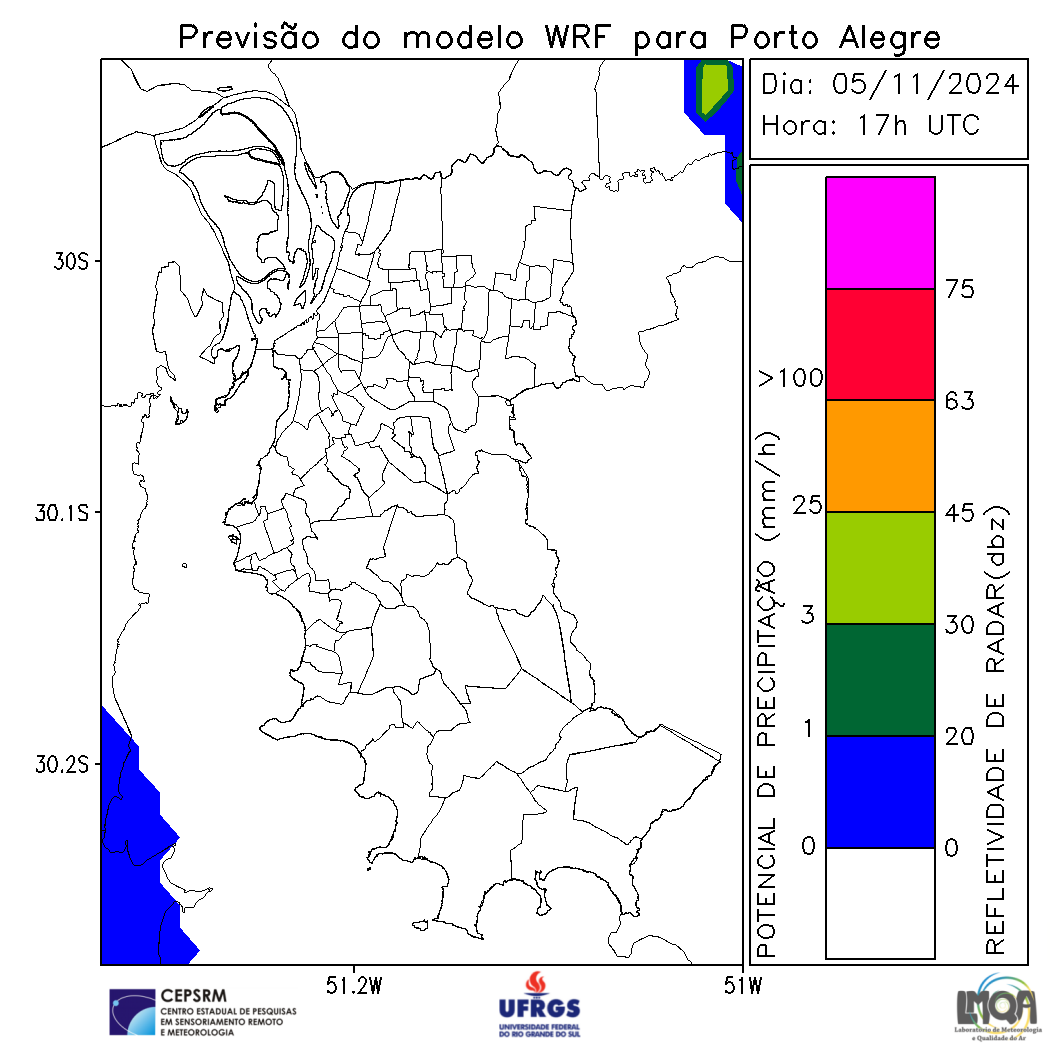 Previsão do modelo WRF para Porto Alegre
Dia: 05/11/2024
Hora: 17h UTC
30S
30.1S
30.2S
51.2W
51W
POTENCIAL DE PRECIPITAÇÃO (mm/h)
>100
25
3
1
0
75
63
45
30
20
0
REFLETIVIDADE DE RADAR(dbz)
CEPSRM
CENTRO ESTADUAL DE PESQUISAS
EM SENSORIAMENTO REMOTO
E METEOROLOGIA
UFRGS
UNIVERSIDADE FEDERAL
DO RIO GRANDE DO SUL
LMQA
Laboratório de Meteorologia
e Qualidade do Ar